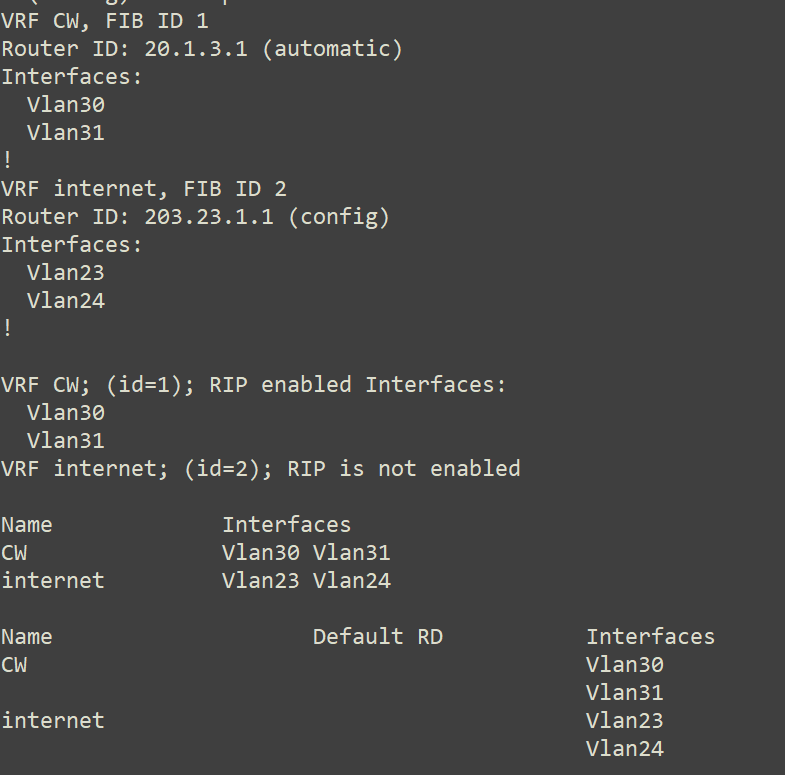 VRF CW, FIB ID 1
Router ID: 20.1.3.1 (automatic)
Interfaces:
  Vlan30
  Vlan31
!
VRF internet, FIB ID 2
Router ID: 203.23.1.1 (config)
Interfaces:
  Vlan23
  Vlan24
!
VRF CW; (id=1); RIP enabled Interfaces:
  Vlan30
  Vlan31
VRF internet; (id=2); RIP is not enabled
Name             Interfaces
CW               Vlan30 Vlan31
internet         Vlan23 Vlan24
Name                    Default RD           Interfaces
CW                                           Vlan30
                                             Vlan31
internet                                     Vlan23
                                             Vlan24